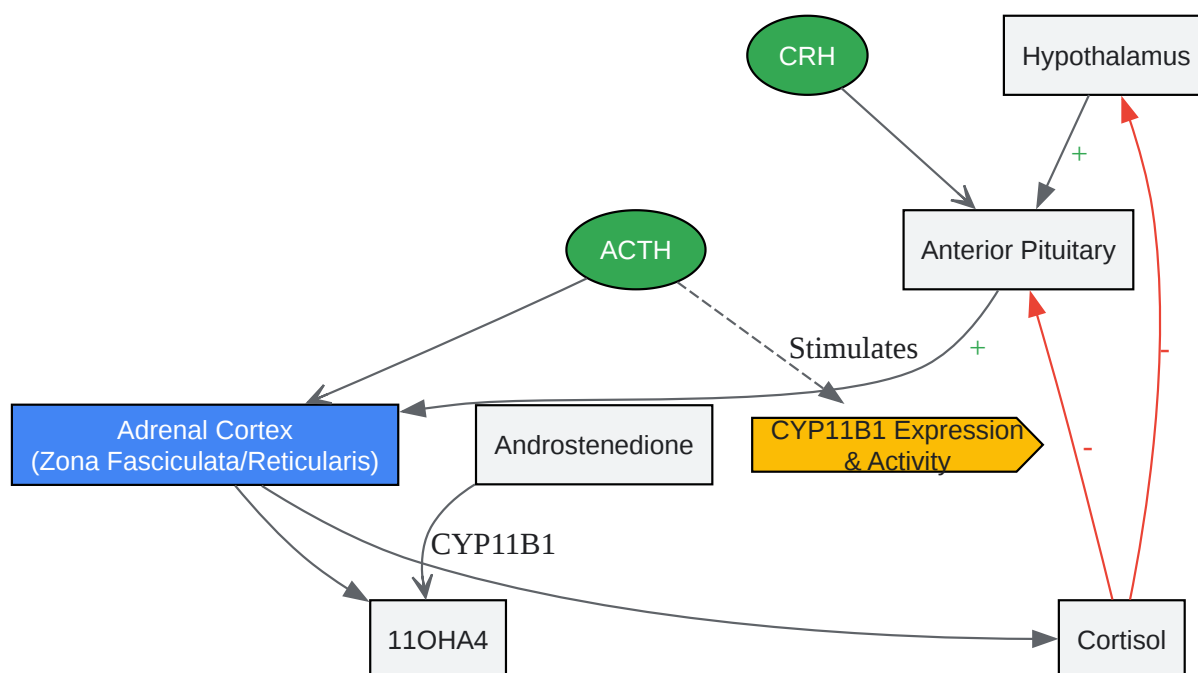 CRH
Hypothalamus
+
ACTH
Anterior Pituitary
Stimulates
+
-
Adrenal Cortex
(Zona Fasciculata/Reticularis)
Androstenedione
CYP11B1 Expression
& Activity
-
CYP11B1
11OHA4
Cortisol